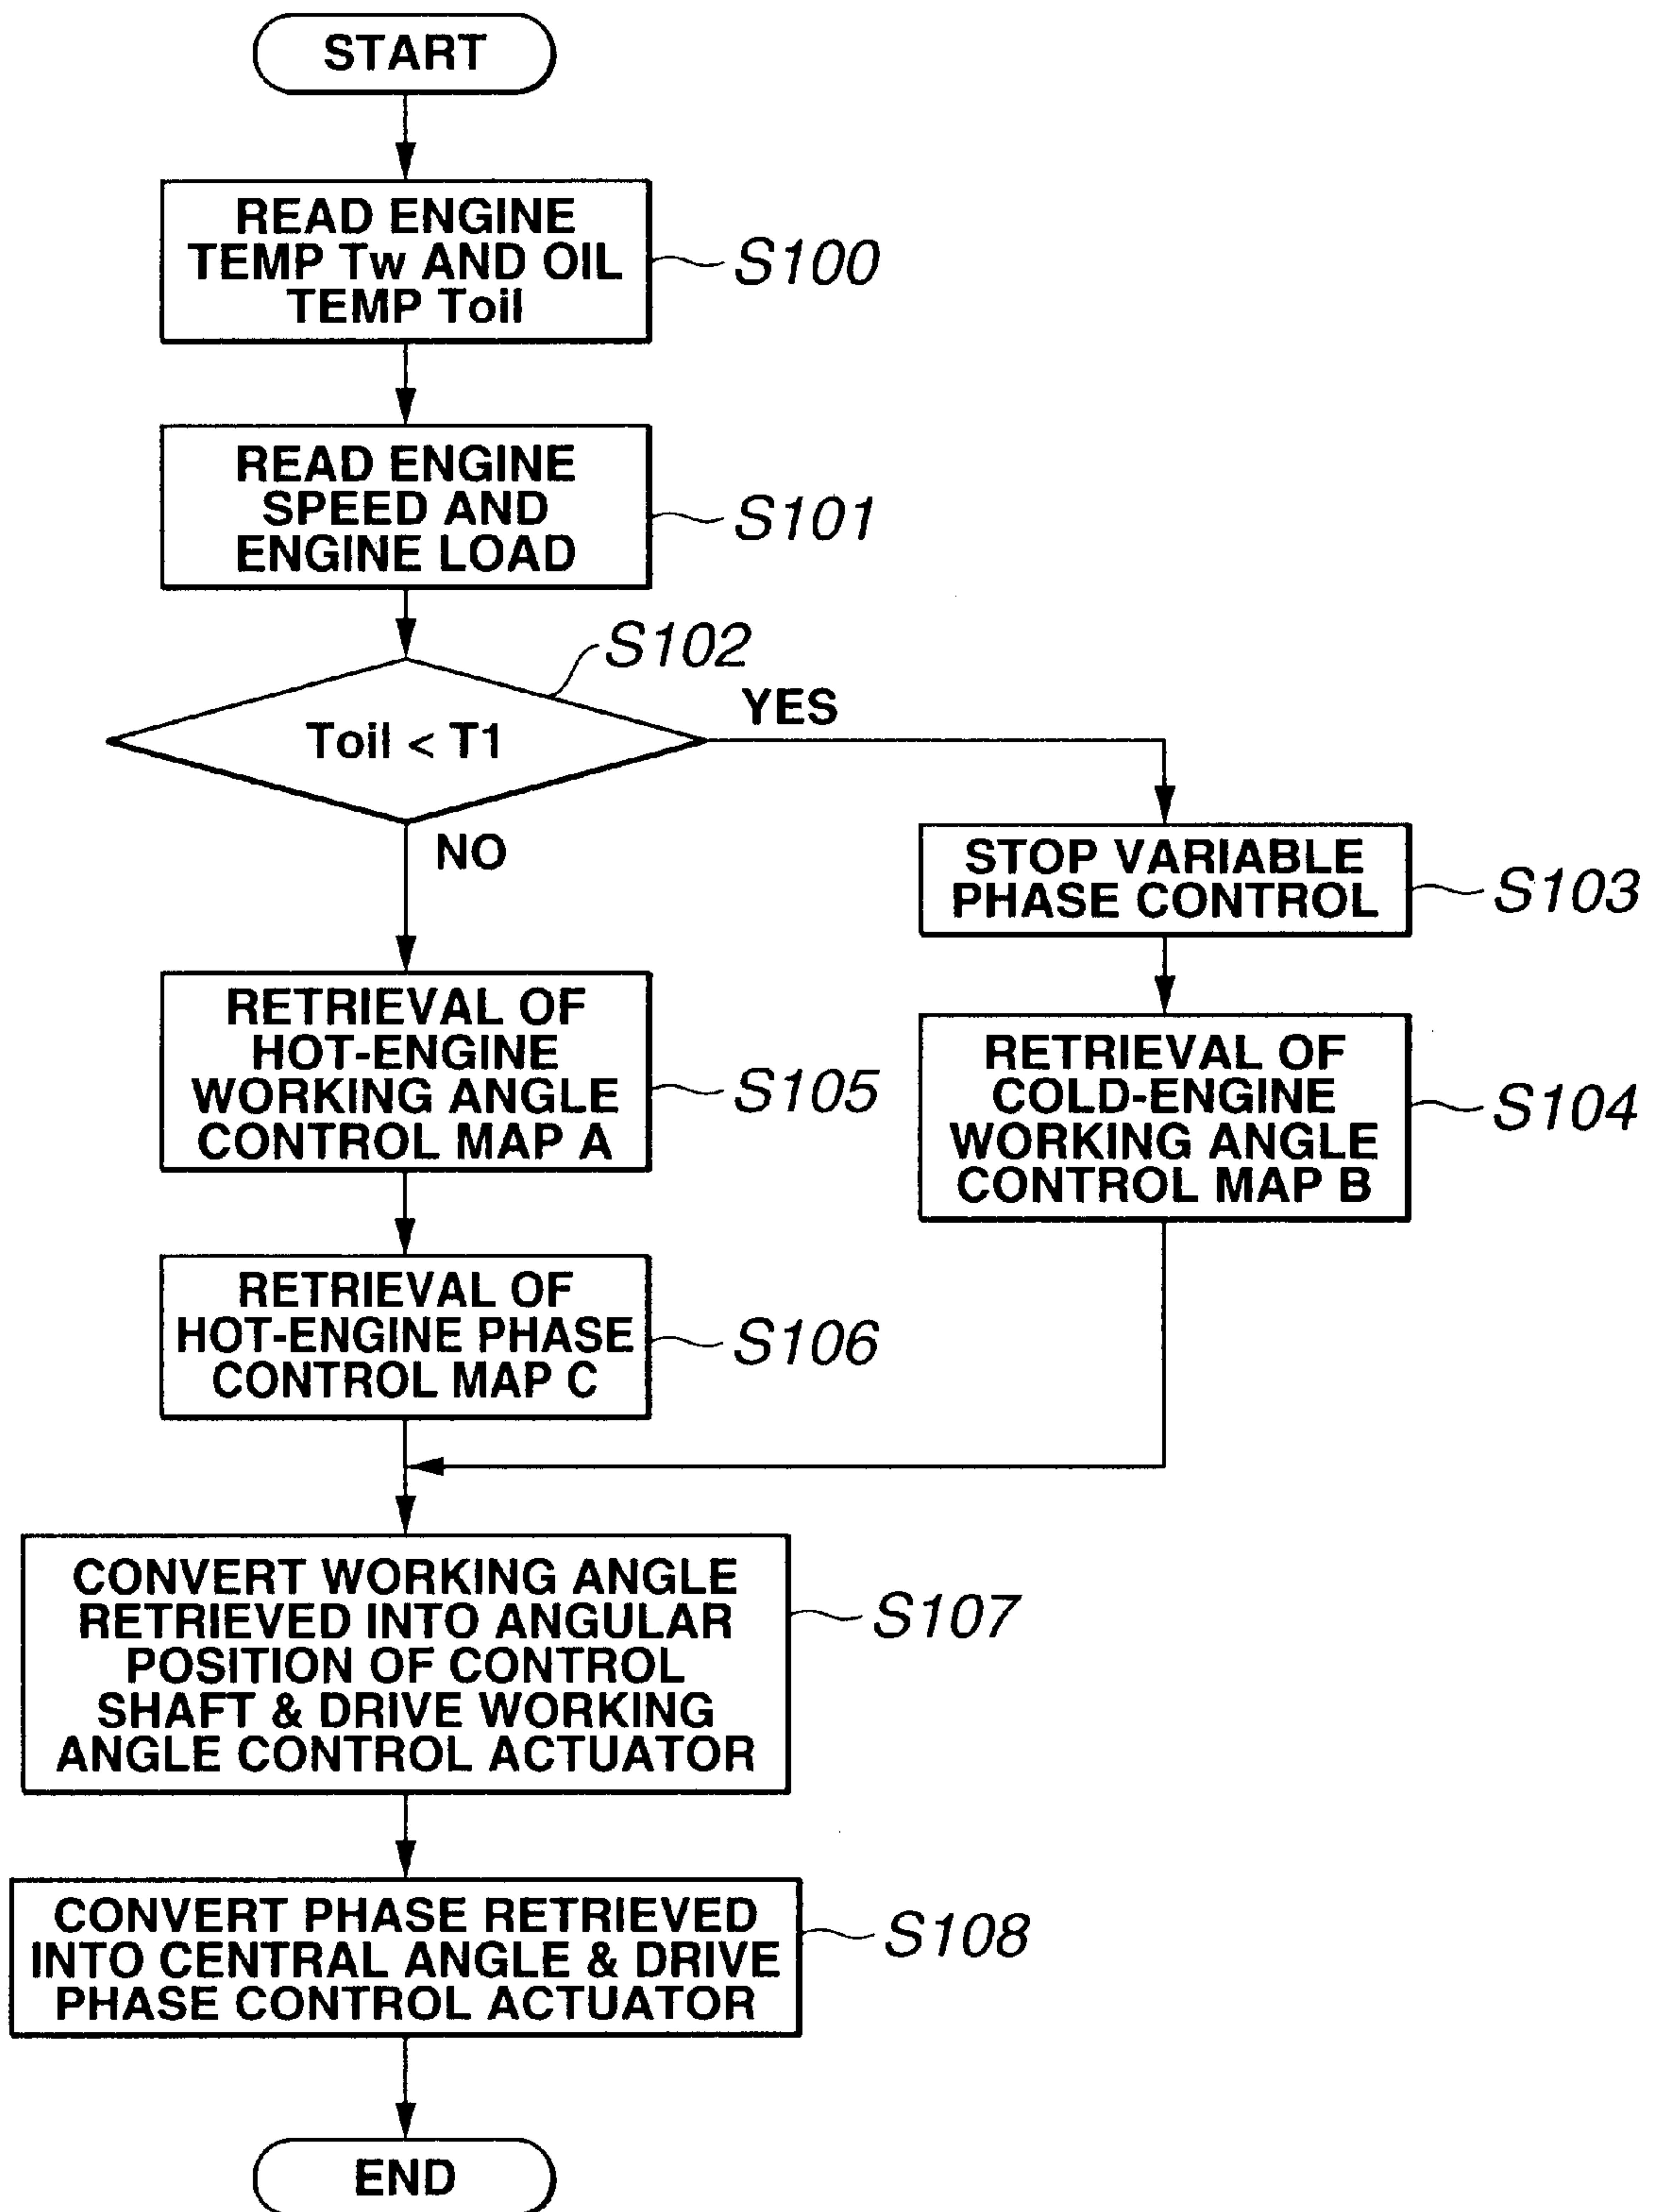 START
READ ENGINE
TEMP Tw AND OIL
TEMP Toil
S100
READ ENGINE
SPEED AND
ENGINE LOAD
S101
S102
Toil < T1
YES
NO
STOP VARIABLE
PHASE CONTROL
S103
RETRIEVAL OF
HOT-ENGINE
WORKING ANGLE
CONTROL MAP A
S105
RETRIEVAL OF
COLD-ENGINE
WORKING ANGLE
CONTROL MAP B
S104
RETRIEVAL OF
HOT-ENGINE PHASE
CONTROL MAP C
S106
CONVERT WORKING ANGLE
RETRIEVED INTO ANGULAR
POSITION OF CONTROL
SHAFT & DRIVE WORKING
ANGLE CONTROL ACTUATOR
S107
CONVERT PHASE RETRIEVED
INTO CENTRAL ANGLE & DRIVE
PHASE CONTROL ACTUATOR
S108
END